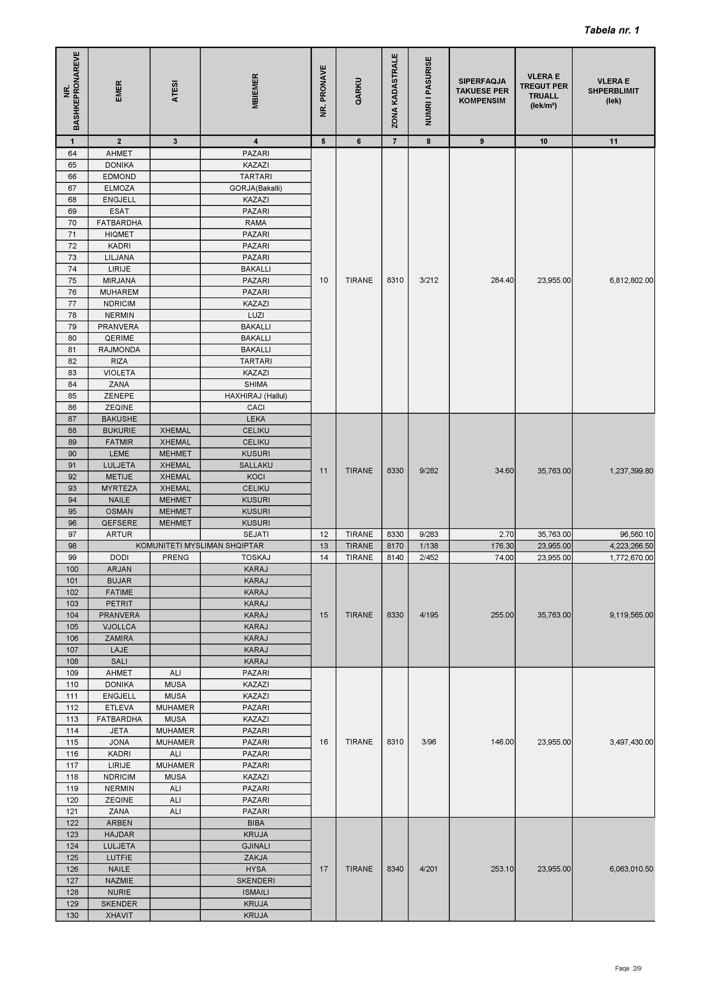 Tabela nr. 1
NR. BASHKEPRONAREVE EMER ATESI MBIEMER NR. PRONAVE QARKU ZONA KADASTRALE NUMRI I PASURISE SIPERFAQJA TAKUESE PER KOMPENSIM VLERA E TREGUT PER TRUALL (lek/m²) VLERA E SHPERBLIMIT (lek)
1 2 3 4 5 6 7 8 9 10 11
64 AHMET PAZARI
65 DONIKA KAZAZI
66 EDMOND TARTARI
67 ELMOZA GORJA(Bakalli)
68 ENGJELL KAZAZI
69 ESAT PAZARI
70 FATBARDHA RAMA
71 HIQMET PAZARI
72 KADRI PAZARI
73 LILJANA PAZARI
74 LIRIJE BAKALLI
75 MIRJANA PAZARI 10 TIRANE 8310 3/212 284.40 23,955.00 6,812,802.00
76 MUHAREM PAZARI
77 NDRICIM KAZAZI
78 NERMIN LUZI
79 PRANVERA BAKALLI
80 QERIME BAKALLI
81 RAJMONDA BAKALLI
82 RIZA TARTARI
83 VIOLETA KAZAZI
84 ZANA SHIMA
85 ZENEPE HAXHIRAJ (Hallul)
86 ZEQINE CACI
87 BAKUSHE LEKA
88 BUKURIE XHEMAL CELIKU
89 FATMIR XHEMAL CELIKU
90 LEME MEHMET KUSURI
91 LULJETA XHEMAL SALLAKU
11 TIRANE 8330 9/282 34.60 35,763.00 1,237,399.80
92 METIJE XHEMAL KOCI
93 MYRTEZA XHEMAL CELIKU
94 NAILE MEHMET KUSURI
95 OSMAN MEHMET KUSURI
96 QEFSERE MEHMET KUSURI
97 ARTUR SEJATI 12 TIRANE 8330 9/283 2.70 35,763.00 96,560.10
98 KOMUNITETI MYSLIMAN SHQIPTAR 13 TIRANE 8170 1/138 176.30 23,955.00 4,223,266.50
99 DODI PRENG TOSKAJ 14 TIRANE 8140 2/452 74.00 23,955.00 1,772,670.00
100 ARJAN KARAJ
101 BUJAR KARAJ
102 FATIME KARAJ
103 PETRIT KARAJ
104 PRANVERA KARAJ 15 TIRANE 8330 4/195 255.00 35,763.00 9,119,565.00
105 VJOLLCA KARAJ
106 ZAMIRA KARAJ
107 LAJE KARAJ
108 SALI KARAJ
109 AHMET ALI PAZARI
110 DONIKA MUSA KAZAZI
111 ENGJELL MUSA KAZAZI
112 ETLEVA MUHAMER PAZARI
113 FATBARDHA MUSA KAZAZI
114 JETA MUHAMER PAZARI
115 JONA MUHAMER PAZARI 16 TIRANE 8310 3/96 146.00 23,955.00 3,497,430.00
116 KADRI ALI PAZARI
117 LIRIJE MUHAMER PAZARI
118 NDRICIM MUSA KAZAZI
119 NERMIN ALI PAZARI
120 ZEQINE ALI PAZARI
121 ZANA ALI PAZARI
122 ARBEN BIBA
123 HAJDAR KRUJA
124 LULJETA GJINALI
125 LUTFIE ZAKJA
126 NAILE HYSA 17 TIRANE 8340 4/201 253.10 23,955.00 6,063,010.50
127 NAZMIE SKENDERI
128 NURIE ISMAILI
129 SKENDER KRUJA
130 XHAVIT KRUJA
Faqe 2/9